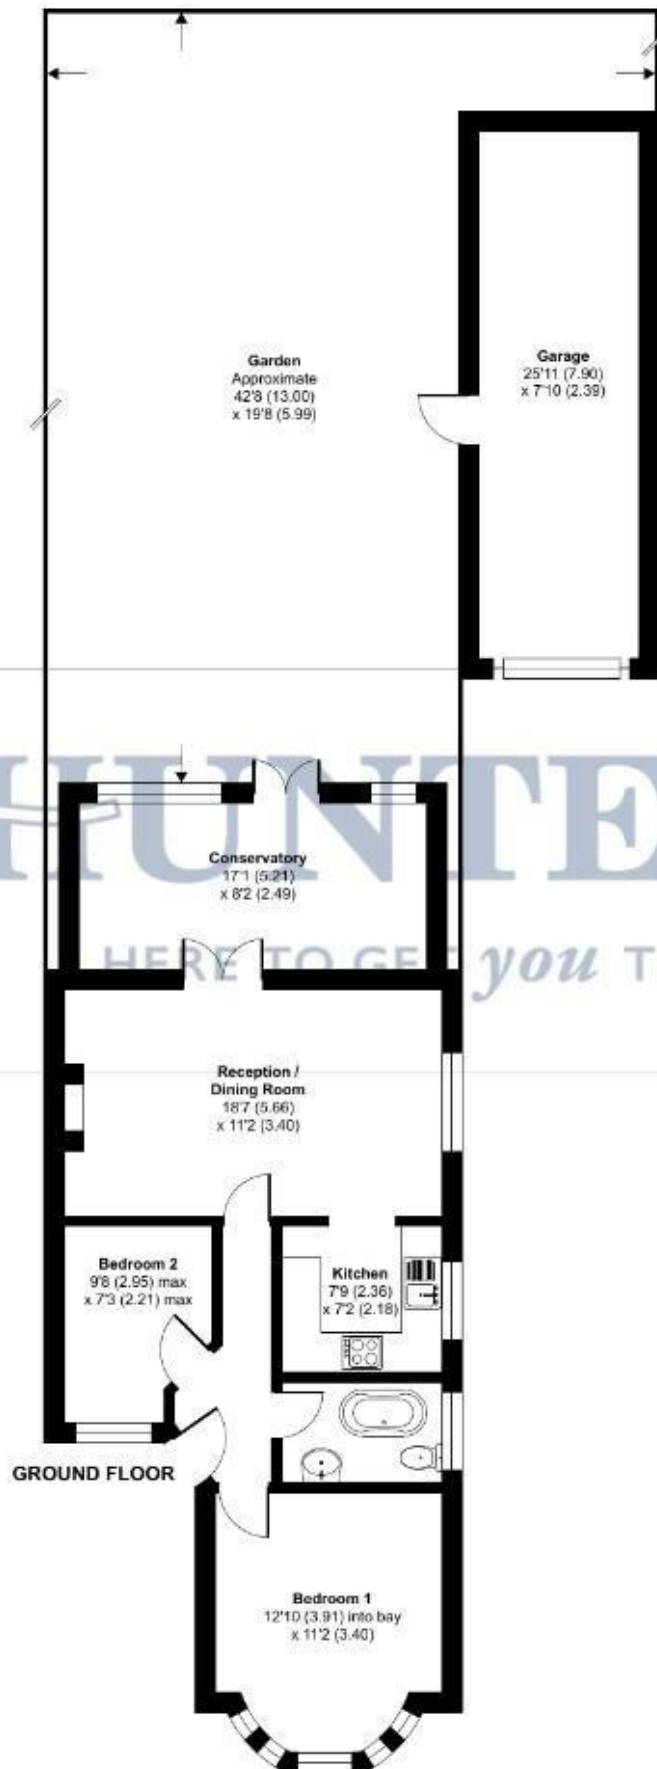 Garden
Approximate
42'8 (13.00)
x 19'8 (5.99)
Garage
25'11 (7.90)
x 7'10 (2.39)
HUNTE
HERE TO GET you T
Conservatory
17'1 (5.21)
x 8'2 (2.49)
Reception /
Dining Room
18'7 (5.66)
x 11'2 (3.40)
Bedroom 2
9'8 (2.95) max
x 7'3 (2.21) max
Kitchen
7'9 (2.36)
x 7'2 (2.18)
GROUND FLOOR
Bedroom 1
12'10 (3.91) into bay
x 11'2 (3.40)